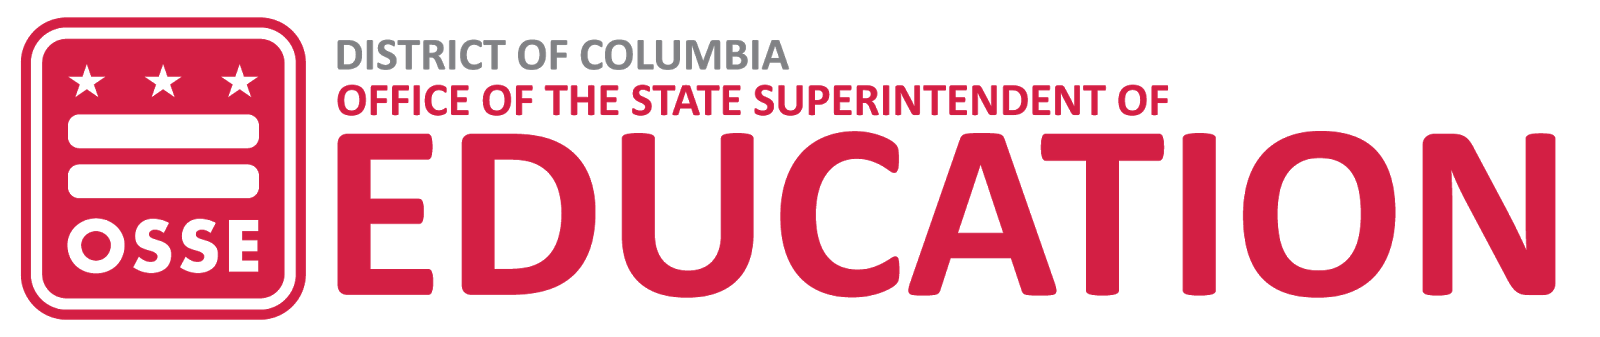 OSSE
DISTRICT OF COLUMBIA
OFFICE OF THE STATE SUPERINTENDENT OF
EDUCATION